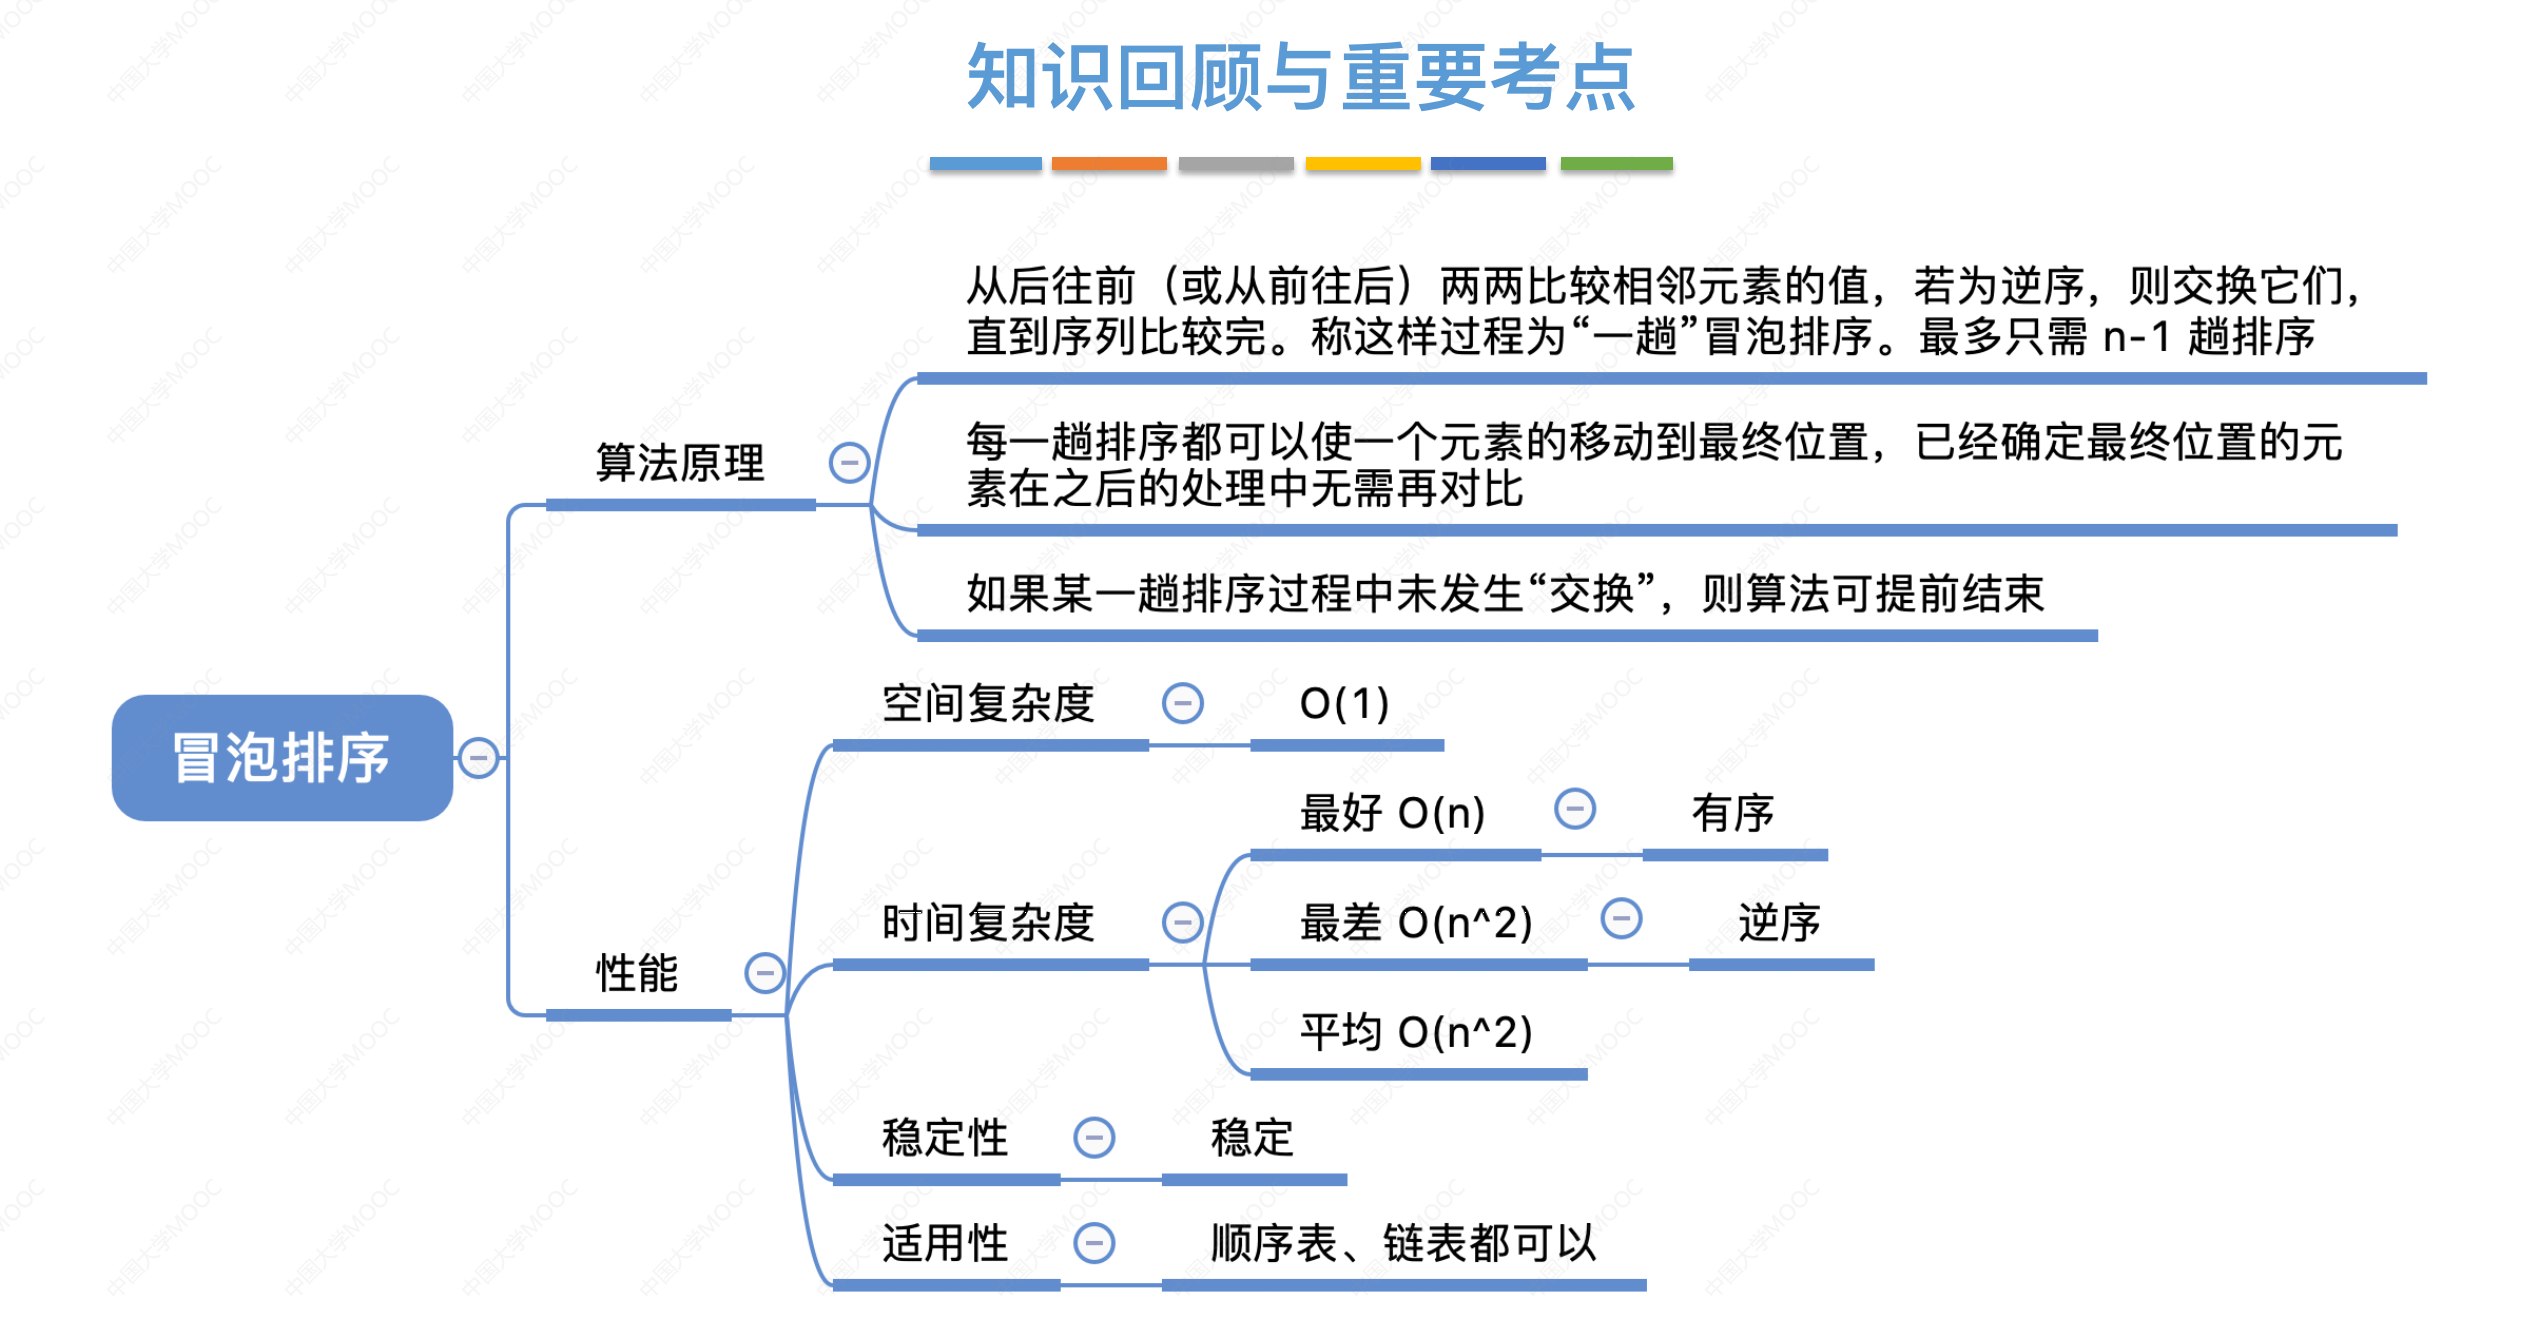 知识回顾与重要考点
从后往前（或从前往后）两两比较相邻元素的值，若为逆序，则交换它们，
直到序列比较完。称这样过程为“一趟”冒泡排序。最多只需 n-1 趟排序
算法原理
每一趟排序都可以使一个元素的移动到最终位置，已经确定最终位置的元
素在之后的处理中无需再对比
如果某一趟排序过程中未发生“交换”，则算法可提前结束
冒泡排序
空间复杂度
O(1)
最好 O(n)
有序
时间复杂度
最差 O(n^2)
逆序
平均 O(n^2)
性能
稳定性
稳定
适用性
顺序表、链表都可以
中国大学MOOC